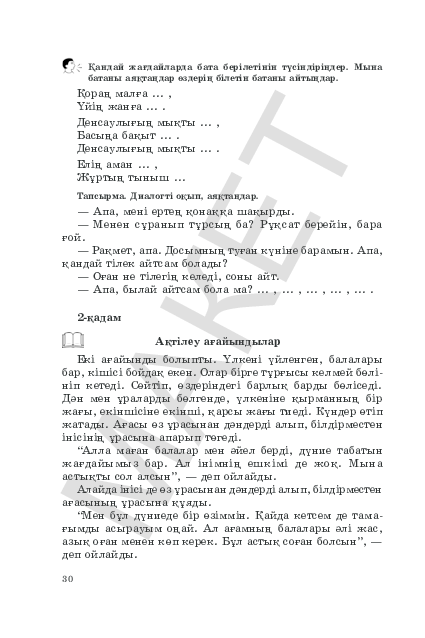 Қандай жағдайларда бата берілетінін түсіндіріңдер. Мына
батаны аяқтаңдар өздерің білетін батаны айтыңдар.
Қораң малға ... ,
Үйің жанға ... .
Денсаулығың мықты ... ,
Басыңа бақыт ... .
Денсаулығың мықты ... .
Елің аман ... ,
Жұртың тыныш ...
Тапсырма. Диалогті оқып, аяқтаңдар.
— Апа, мені ертең қонаққа шақырды.
— Менен сұранып тұрсың ба? Рұқсат берейін, бара
ғой.
— Рақмет, апа. Досымның туған күніне барамын. Апа,
қандай тілек айтсам болады?
— Оған не тілегің келеді, соны айт.
— Апа, былай айтсам бола ма? ... , ... , ... , ... , ... .
2-қадам
Ақтілеу ағайындылар
Екі ағайынды болыпты. Үлкені үйленген, балалары
бар, кішісі бойдақ екен. Олар бірге тұрғысы келмей бөлі-
ніп кетеді. Сөйтіп, өздеріндегі барлық барды бөліседі.
Дән мен ұраларды бөлгенде, үлкеніне қырманның бір
жағы, екіншісіне екінші, қарсы жағы тиеді. Күндер өтіп
жатады. Ағасы өз ұрасынан дәндерді алып, білдірместен
інісінің ұрасына апарып төгеді.
“Алла маған балалар мен әйел берді, дүние табатын
жағдайымыз бар. Ал інімнің ешкімі де жоқ. Мына
астықты сол алсын”, — деп ойлайды.
Алайда інісі де өз ұрасынан дәндерді алып, білдірместен
ағасының ұрасына құяды.
“Мен бұл дүниеде бір өзіммін. Қайда кетсем де тама-
ғымды асырауым оңай. Ал ағамның балалары әлі жас,
азық оған менен көп керек. Бұл астық соған болсын”, —
деп ойлайды.
30
МАКЕТ